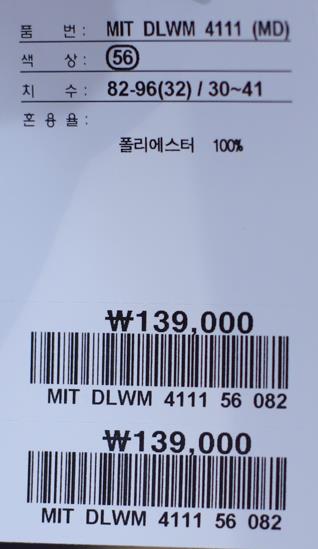 품 번 : MIT DLWM 4111 (MD)
색 상 : 56
치 수 : 82-96(32) / 30~41
혼 용 율 :
폴리에스터 100%
₩139,000
MIT DLWM 4111 56 082
₩139,000
MIT DLWM 4111 56 082